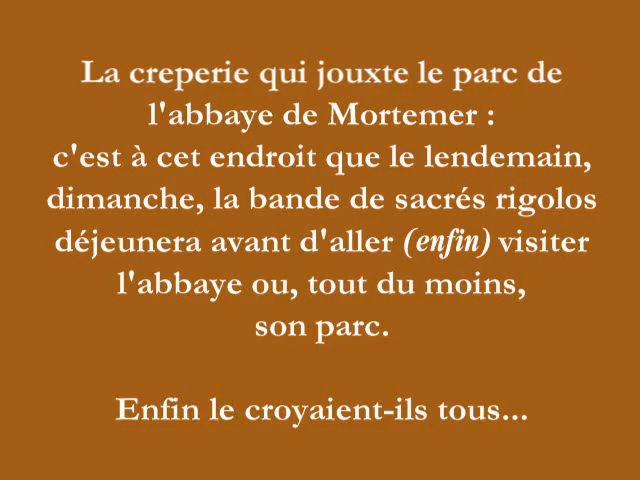 La creperie qui jouxte le parc de
l'abbaye de Mortemer :
c'est à cet endroit que le lendemain,
dimanche, la bande de sacrés rigolos
déjeunera avant d'aller (enfin) visiter
l'abbaye ou, tout du moins,
son parc.
Enfin le croyaient-ils tous...